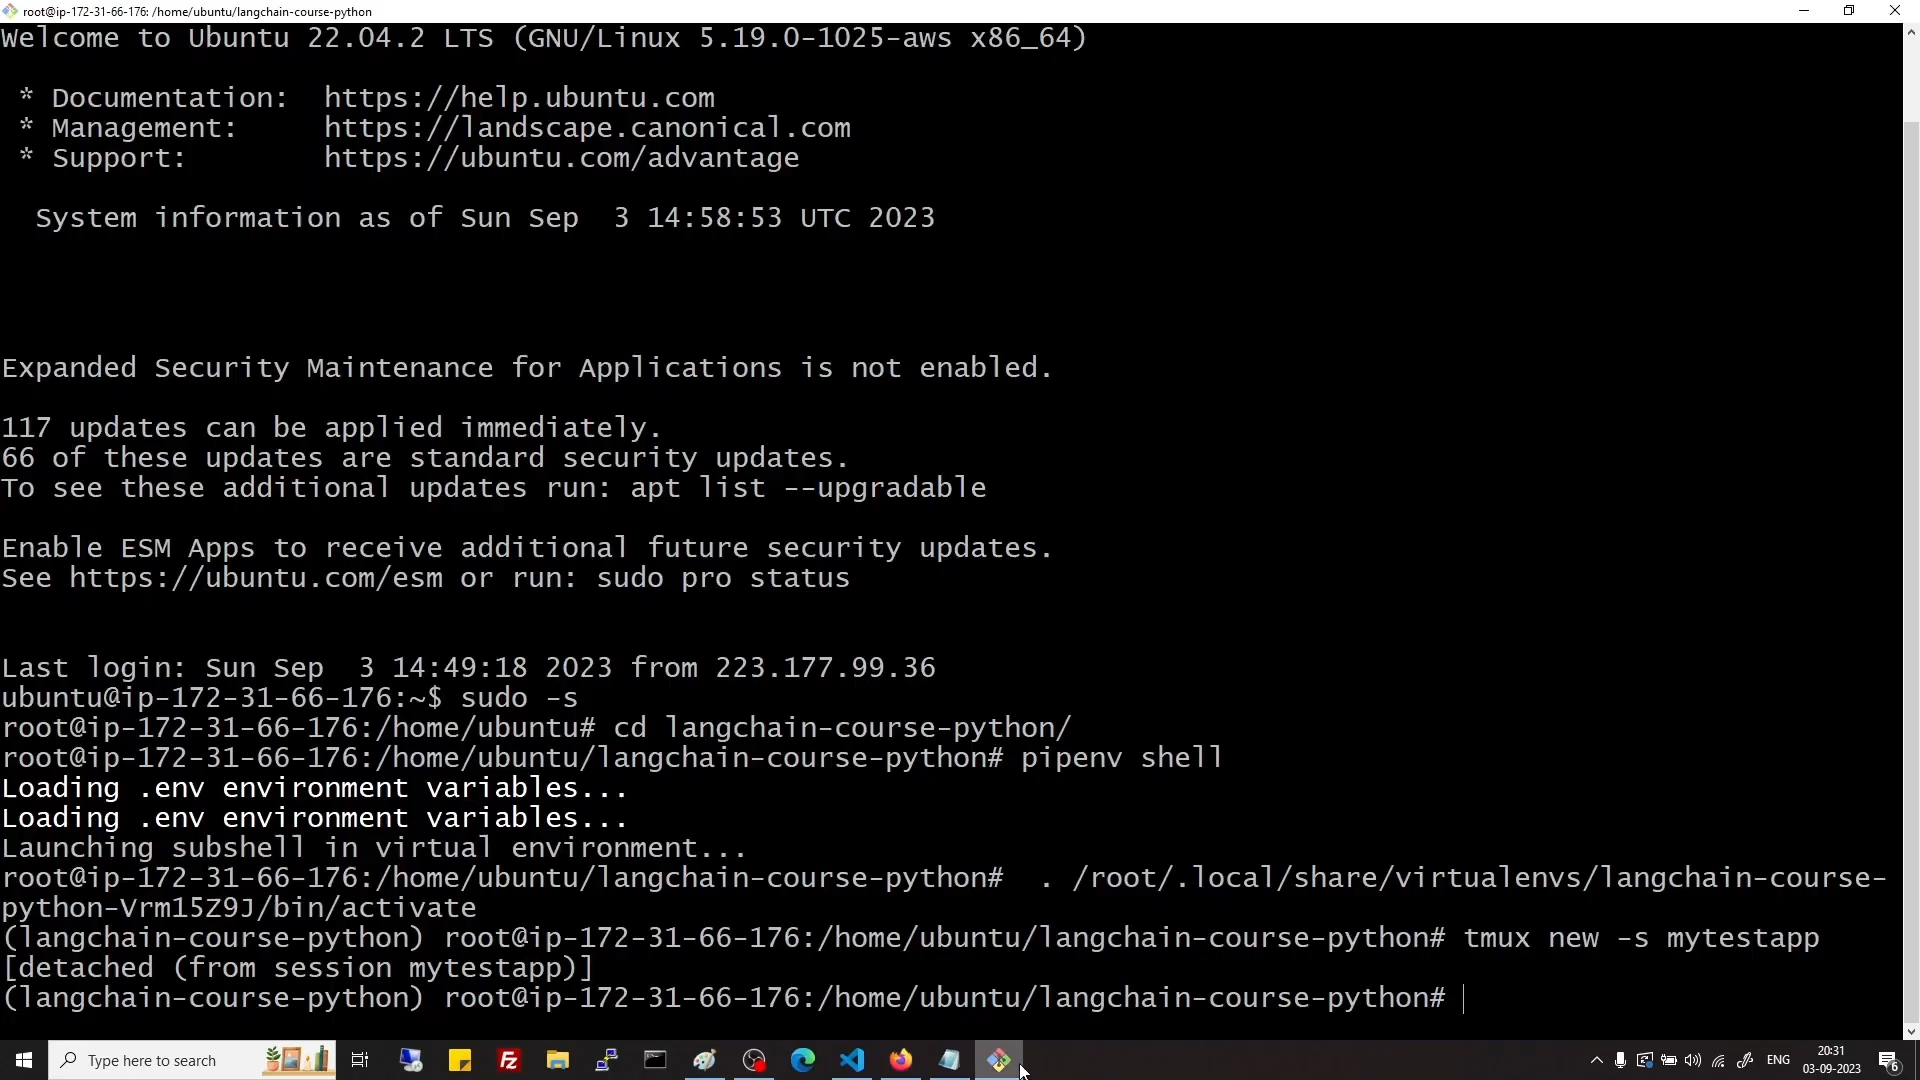 root@ip-172-31-66-176: /home/ubuntu/langchain-course-python
Welcome to Ubuntu 22.04.2 LTS (GNU/Linux 5.19.0-1025-aws x86_64)
* Documentation:  https://help.ubuntu.com
* Management:     https://landscape.canonical.com
* Support:        https://ubuntu.com/advantage
System information as of Sun Sep  3 14:58:53 UTC 2023
Expanded Security Maintenance for Applications is not enabled.
117 updates can be applied immediately.
66 of these updates are standard security updates.
To see these additional updates run: apt list --upgradable
Enable ESM Apps to receive additional future security updates.
See https://ubuntu.com/esm or run: sudo pro status
Last login: Sun Sep  3 14:49:18 2023 from 223.177.99.36
ubuntu@ip-172-31-66-176:~$ sudo -s
root@ip-172-31-66-176:/home/ubuntu# cd langchain-course-python/
root@ip-172-31-66-176:/home/ubuntu/langchain-course-python# pipenv shell
Loading .env environment variables...
Loading .env environment variables...
Launching subshell in virtual environment...
root@ip-172-31-66-176:/home/ubuntu/langchain-course-python#  . /root/.local/share/virtualenvs/langchain-course-
python-Vrm15Z9J/bin/activate
(langchain-course-python) root@ip-172-31-66-176:/home/ubuntu/langchain-course-python# tmux new -s mytestapp
[detached (from session mytestapp)]
(langchain-course-python) root@ip-172-31-66-176:/home/ubuntu/langchain-course-python#
Type here to search
Fz
ENG
20:31
03-09-2023
6